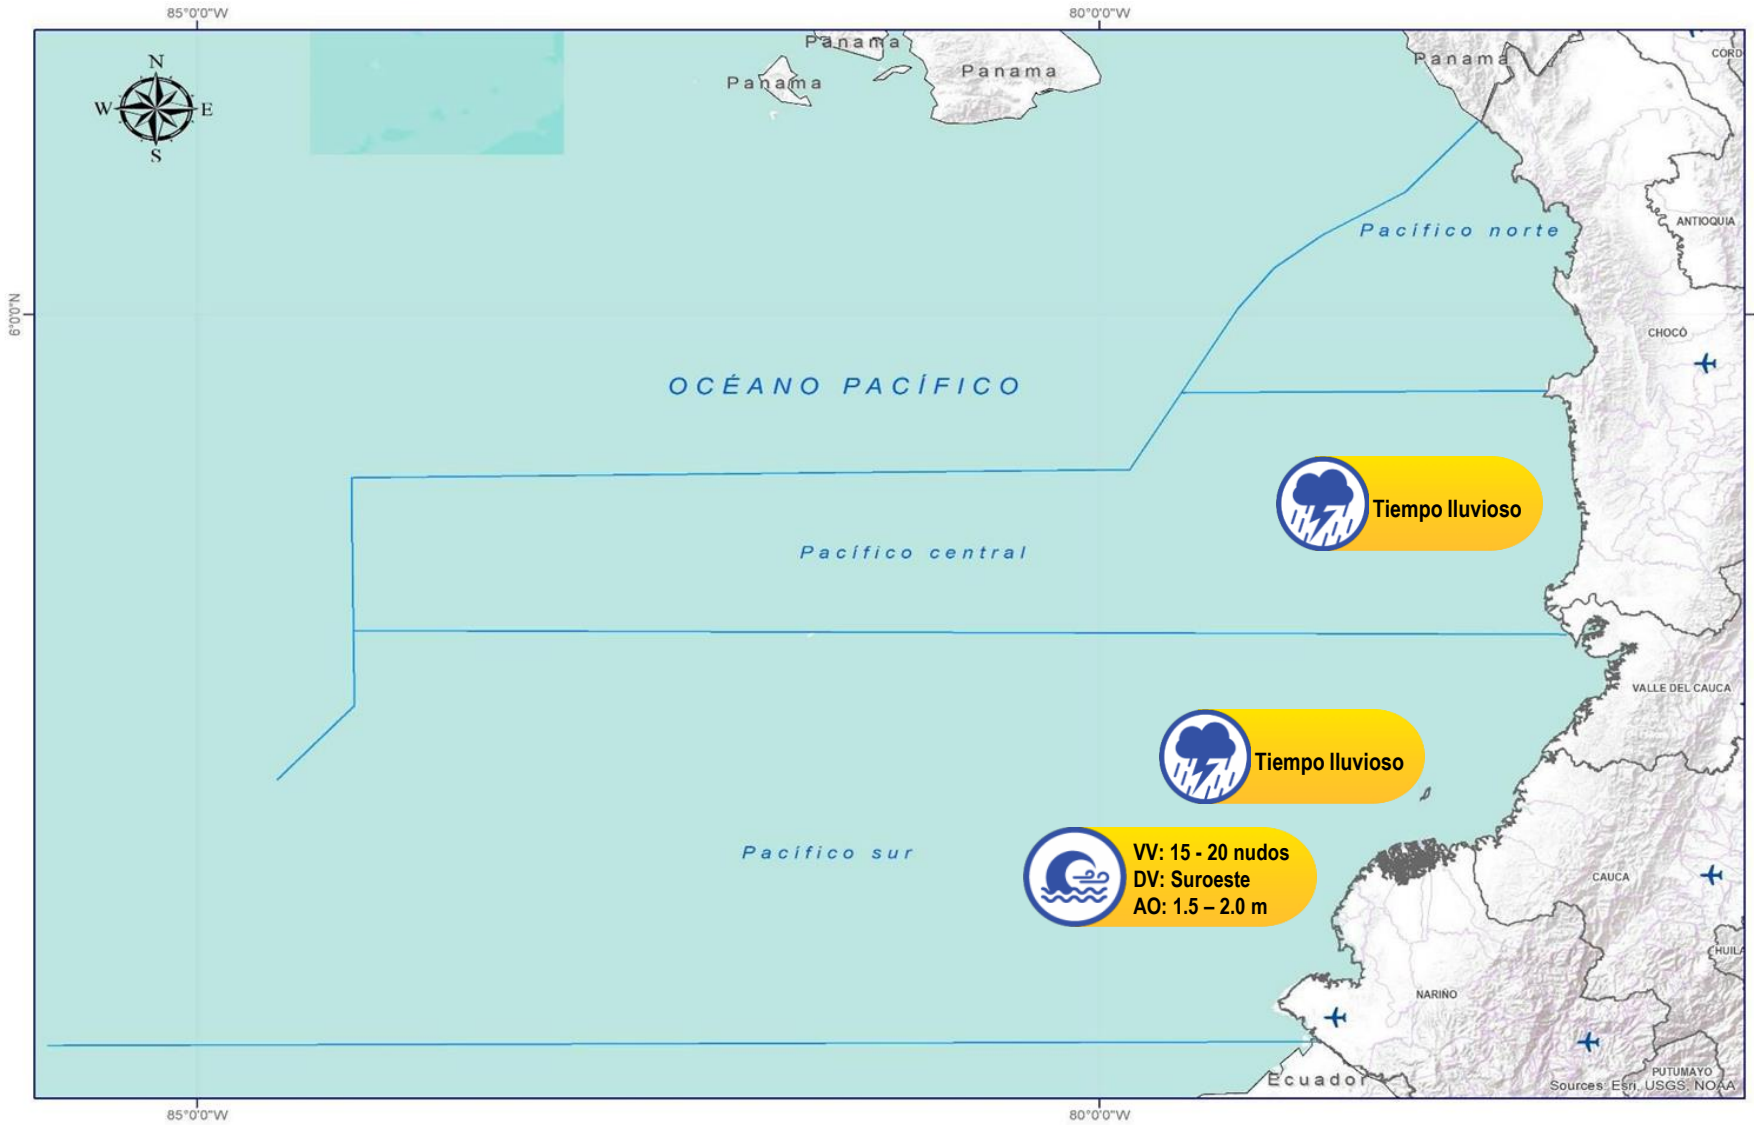 85°0'0"W
80°0'0"W
Panama
Panama
Panama
Panama
CORD
N
W
E
S
ANTIOQUIA
Pacífico norte
6°0'0"N
CHOCÓ
OCÉANO PACÍFICO
Tiempo lluvioso
Pacífico central
VALLE DEL CAUCA
Tiempo lluvioso
Pacífico sur
VV: 15 - 20 nudos
DV: Suroeste
AO: 1.5 – 2.0 m
CAUCA
HUILA
NARIÑO
Ecuador
PUTUMAYO
Sources: Esri, USGS, NOAA
85°0'0"W
80°0'0"W